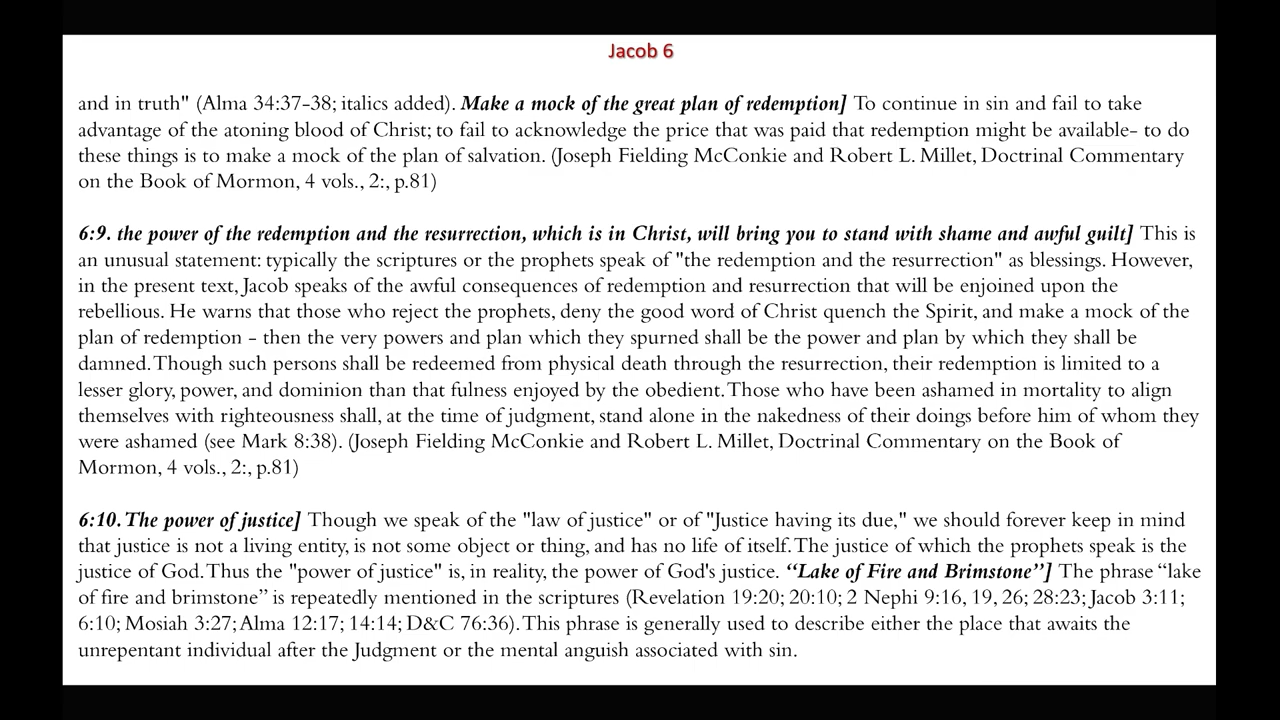 Jacob 6
and in truth" (Alma 34:37-38; italics added). Make a mock of the great plan of redemption] To continue in sin and fail to take
advantage of the atoning blood of Christ; to fail to acknowledge the price that was paid that redemption might be available- to do
these things is to make a mock of the plan of salvation. (Joseph Fielding McConkie and Robert L. Millet, Doctrinal Commentary
on the Book of Mormon, 4 vols., 2:, p.81)
6:9. the power of the redemption and the resurrection, which is in Christ, will bring you to stand with shame and awful guilt] This is
an unusual statement: typically the scriptures or the prophets speak of "the redemption and the resurrection" as blessings. However,
in the present text, Jacob speaks of the awful consequences of redemption and resurrection that will be enjoined upon the
rebellious. He warns that those who reject the prophets, deny the good word of Christ quench the Spirit, and make a mock of the
plan of redemption - then the very powers and plan which they spurned shall be the power and plan by which they shall be
damned. Though such persons shall be redeemed from physical death through the resurrection, their redemption is limited to a
lesser glory, power, and dominion than that fulness enjoyed by the obedient. Those who have been ashamed in mortality to align
themselves with righteousness shall, at the time of judgment, stand alone in the nakedness of their doings before him of whom they
were ashamed (see Mark 8:38). (Joseph Fielding McConkie and Robert L. Millet, Doctrinal Commentary on the Book of
Mormon, 4 vols., 2:, p.81)
6:10. The power of justice] Though we speak of the "law of justice" or of "Justice having its due," we should forever keep in mind
that justice is not a living entity, is not some object or thing, and has no life of itself. The justice of which the prophets speak is the
justice of God. Thus the "power of justice" is, in reality, the power of God's justice. “Lake of Fire and Brimstone”] The phrase “lake
of fire and brimstone” is repeatedly mentioned in the scriptures (Revelation 19:20; 20:10; 2 Nephi 9:16, 19, 26; 28:23; Jacob 3:11;
6:10; Mosiah 3:27; Alma 12:17; 14:14; D&C 76:36). This phrase is generally used to describe either the place that awaits the
unrepentant individual after the Judgment or the mental anguish associated with sin.